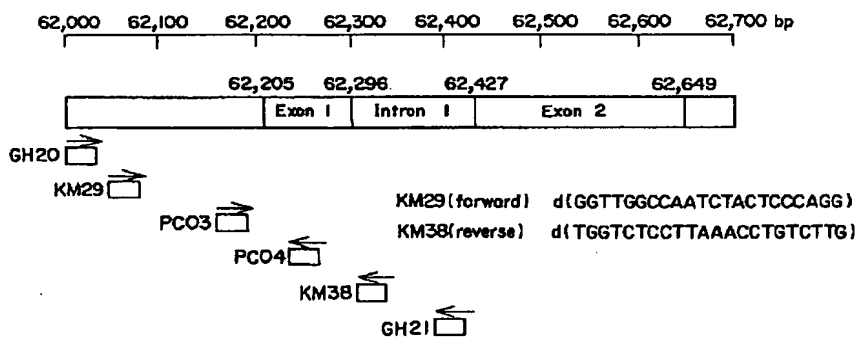 62,000 62,100 62,200 62,300 62,400 62,500 62,600 62,700 bp
62,205 62,296 62,427 62,649
Exon 1 Intron 1 Exon 2
GH20
KM29
KM29(forward) d(GGTTGGCCAATCTACTCCCAGG)
PC03
KM38(reverse) d(TGGTCTCCTTAAACCTGTCTTG)
PC04
KM38
GH21